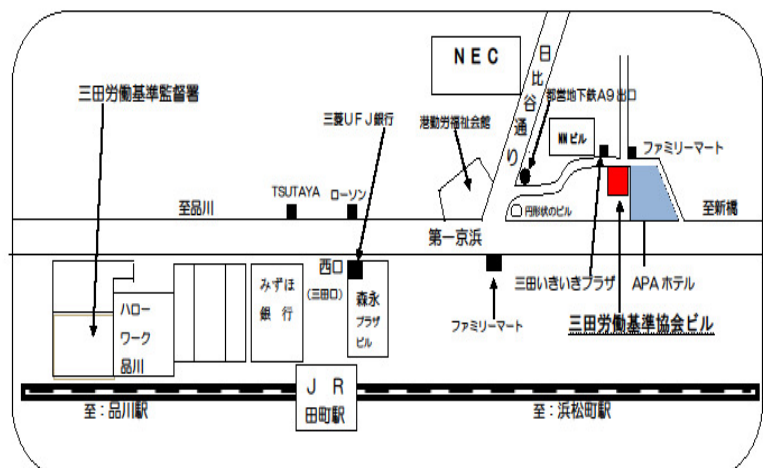 NEC
日比谷通り
三田労働基準監督署
都営地下鉄A9出口
三菱UFJ銀行
港勤労福祉会館
NNビル
ファミリーマート
TSUTAYA
ローソン
至品川
円形状のビル
至新橋
第一京浜
西口
(三田口)
みずほ
銀行
森永
プラザ
ビル
三田いきいきプラザ
APAホテル
ハロー
ワーク
品川
ファミリーマート
三田労働基準協会ビル
JR
田町駅
至：品川駅
至：浜松町駅